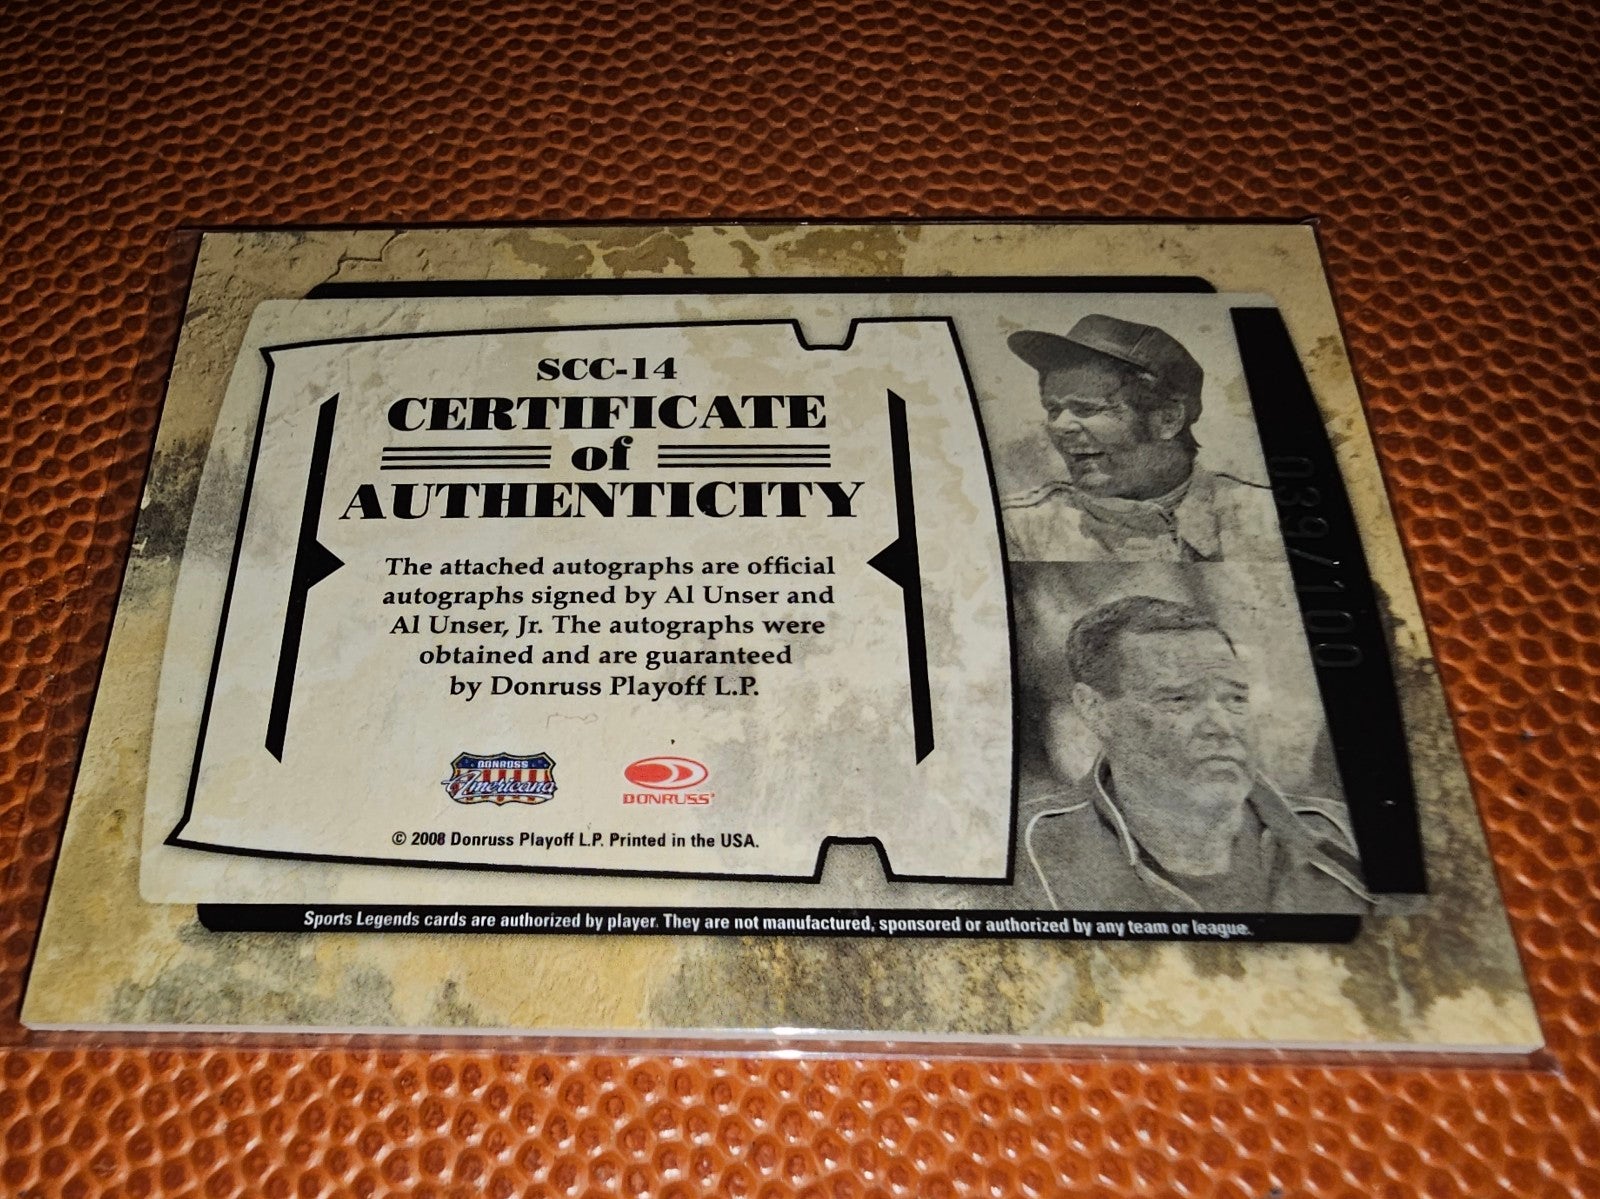 SCC-14
CERTIFICATE
of
AUTHENTICITY
The attached autographs are official
autographs signed by Al Unser and
Al Unser, Jr. The autographs were
obtained and are guaranteed
by Donruss Playoff L.P.
DONRUSS
Americana
DONRUSS
© 2008 Donruss Playoff L.P. Printed in the USA.
Sports Legends cards are authorized by player. They are not manufactured, sponsored or authorized by any team or league.
039/100